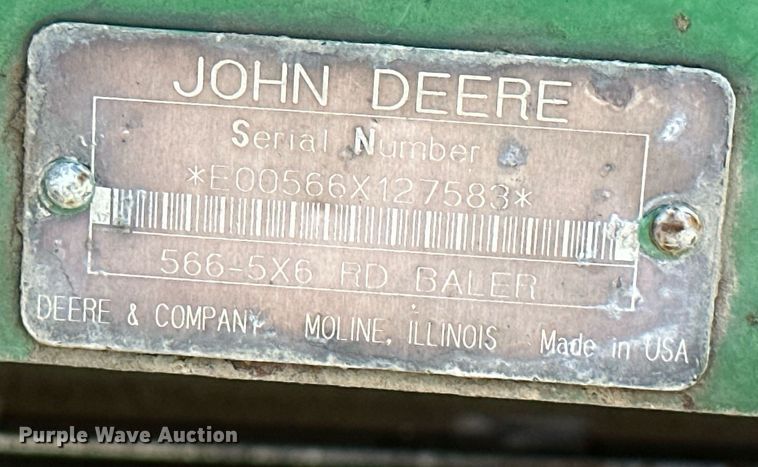 JOHN DEERE
Serial Number
*E00566X127583*
566-5X6 RD BALER
DEERE & COMPANY MOLINE, ILLINOIS Made in USA
Purple Wave Auction